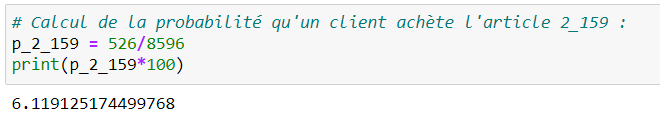 # Calcul de la probabilité qu'un client achète l'article 2_159 :
p_2_159 = 526/8596
print(p_2_159*100)
6.119125174499768